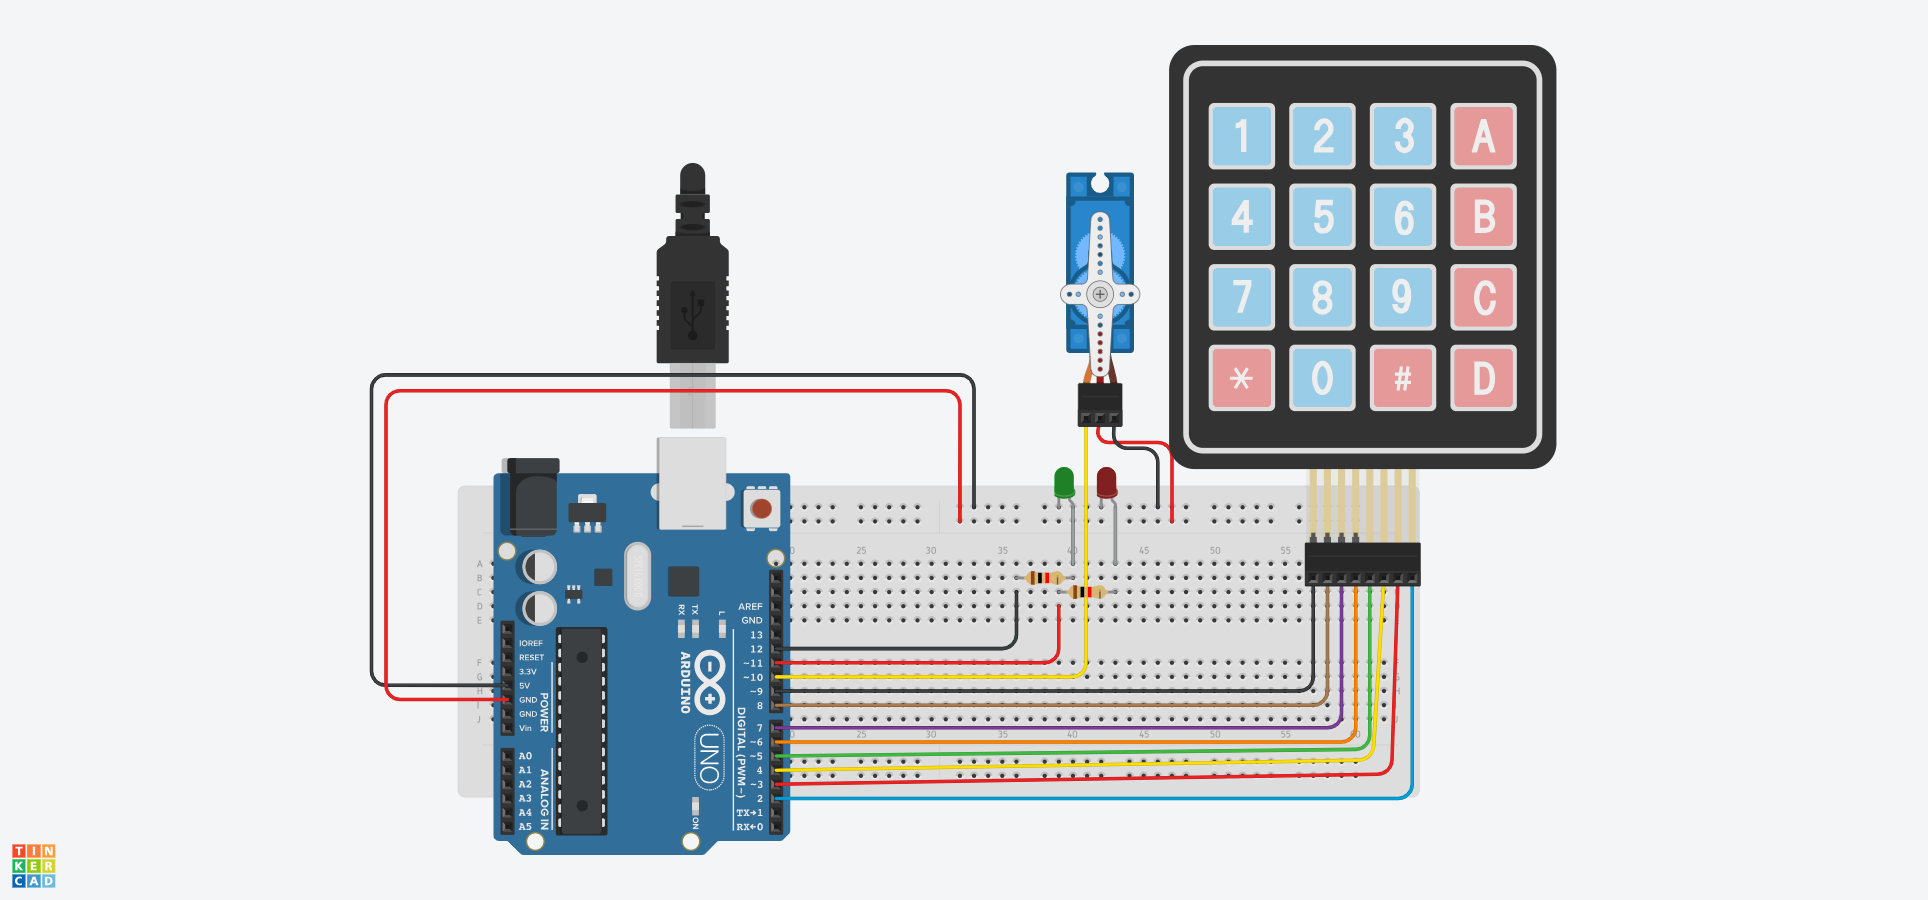 1 2 3 A
4 5 6 B
7 8 9 C
* 0 # D
25 30 35 40 45 50 55
A
B
C
D
E
F
G
H
I
J
RX TX L
AREF
GND
13
12
~11
~10
~9
8
7
~6
~5
4
~3
2
TX→1
RX←0
DIGITAL (PWM~)
ARDUINO
UNO
ON
IOREF
RESET
3.3V
5V
GND
GND
Vin
POWER
A0
A1
A2
A3
A4
A5
ANALOG IN
25 30 35 40 45 50 55 60
TIN
KER
CAD